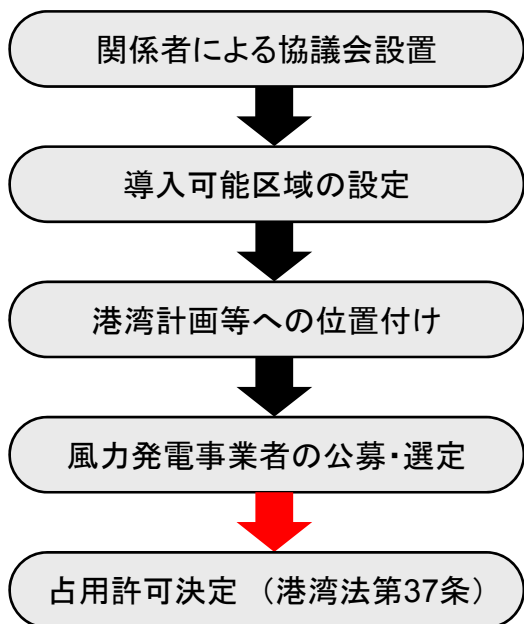 関係者による協議会設置
導入可能区域の設定
港湾計画等への位置付け
風力発電事業者の公募・選定
占用許可決定 （港湾法第37条）